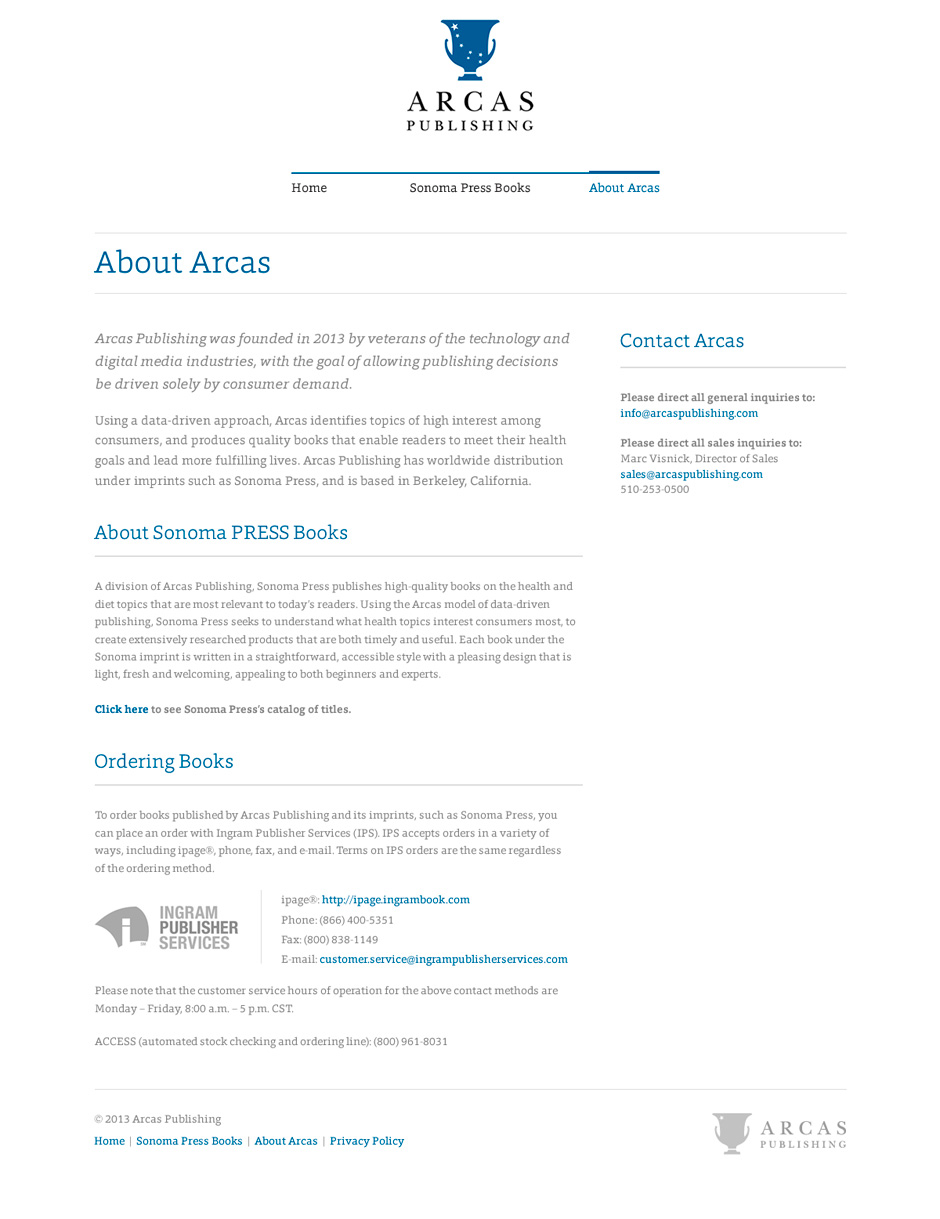 ARCAS
PUBLISHING
Home
Sonoma Press Books
About Arcas
About Arcas
Arcas Publishing was founded in 2013 by veterans of the technology and
digital media industries, with the goal of allowing publishing decisions
be driven solely by consumer demand.
Using a data-driven approach, Arcas identifies topics of high interest among
consumers, and produces quality books that enable readers to meet their health
goals and lead more fulfilling lives. Arcas Publishing has worldwide distribution
under imprints such as Sonoma Press, and is based in Berkeley, California.
About Sonoma PRESS Books
A division of Arcas Publishing, Sonoma Press publishes high-quality books on the health and
diet topics that are most relevant to today's readers. Using the Arcas model of data-driven
publishing, Sonoma Press seeks to understand what health topics interest consumers most, to
create extensively researched products that are both timely and useful. Each book under the
Sonoma imprint is written in a straightforward, accessible style with a pleasing design that is
light, fresh and welcoming, appealing to both beginners and experts.
Click here to see Sonoma Press's catalog of titles.
Ordering Books
To order books published by Arcas Publishing and its imprints, such as Sonoma Press, you
can place an order with Ingram Publisher Services (IPS). IPS accepts orders in a variety of
ways, including ipage®, phone, fax, and e-mail. Terms on IPS orders are the same regardless
of the ordering method.
INGRAM
PUBLISHER
SERVICES
ipage®: http://ipage.ingrambook.com
Phone: (866) 400-5351
Fax: (800) 838-1149
E-mail: customer.service@ingrampublisherservices.com
Please note that the customer service hours of operation for the above contact methods are
Monday – Friday, 8:00 a.m. – 5 p.m. CST.
ACCESS (automated stock checking and ordering line): (800) 961-8031
Contact Arcas
Please direct all general inquiries to:
info@arcaspublishing.com
Please direct all sales inquiries to:
Marc Visnick, Director of Sales
sales@arcaspublishing.com
510-253-0500
© 2013 Arcas Publishing
Home | Sonoma Press Books | About Arcas | Privacy Policy
ARCAS
PUBLISHING